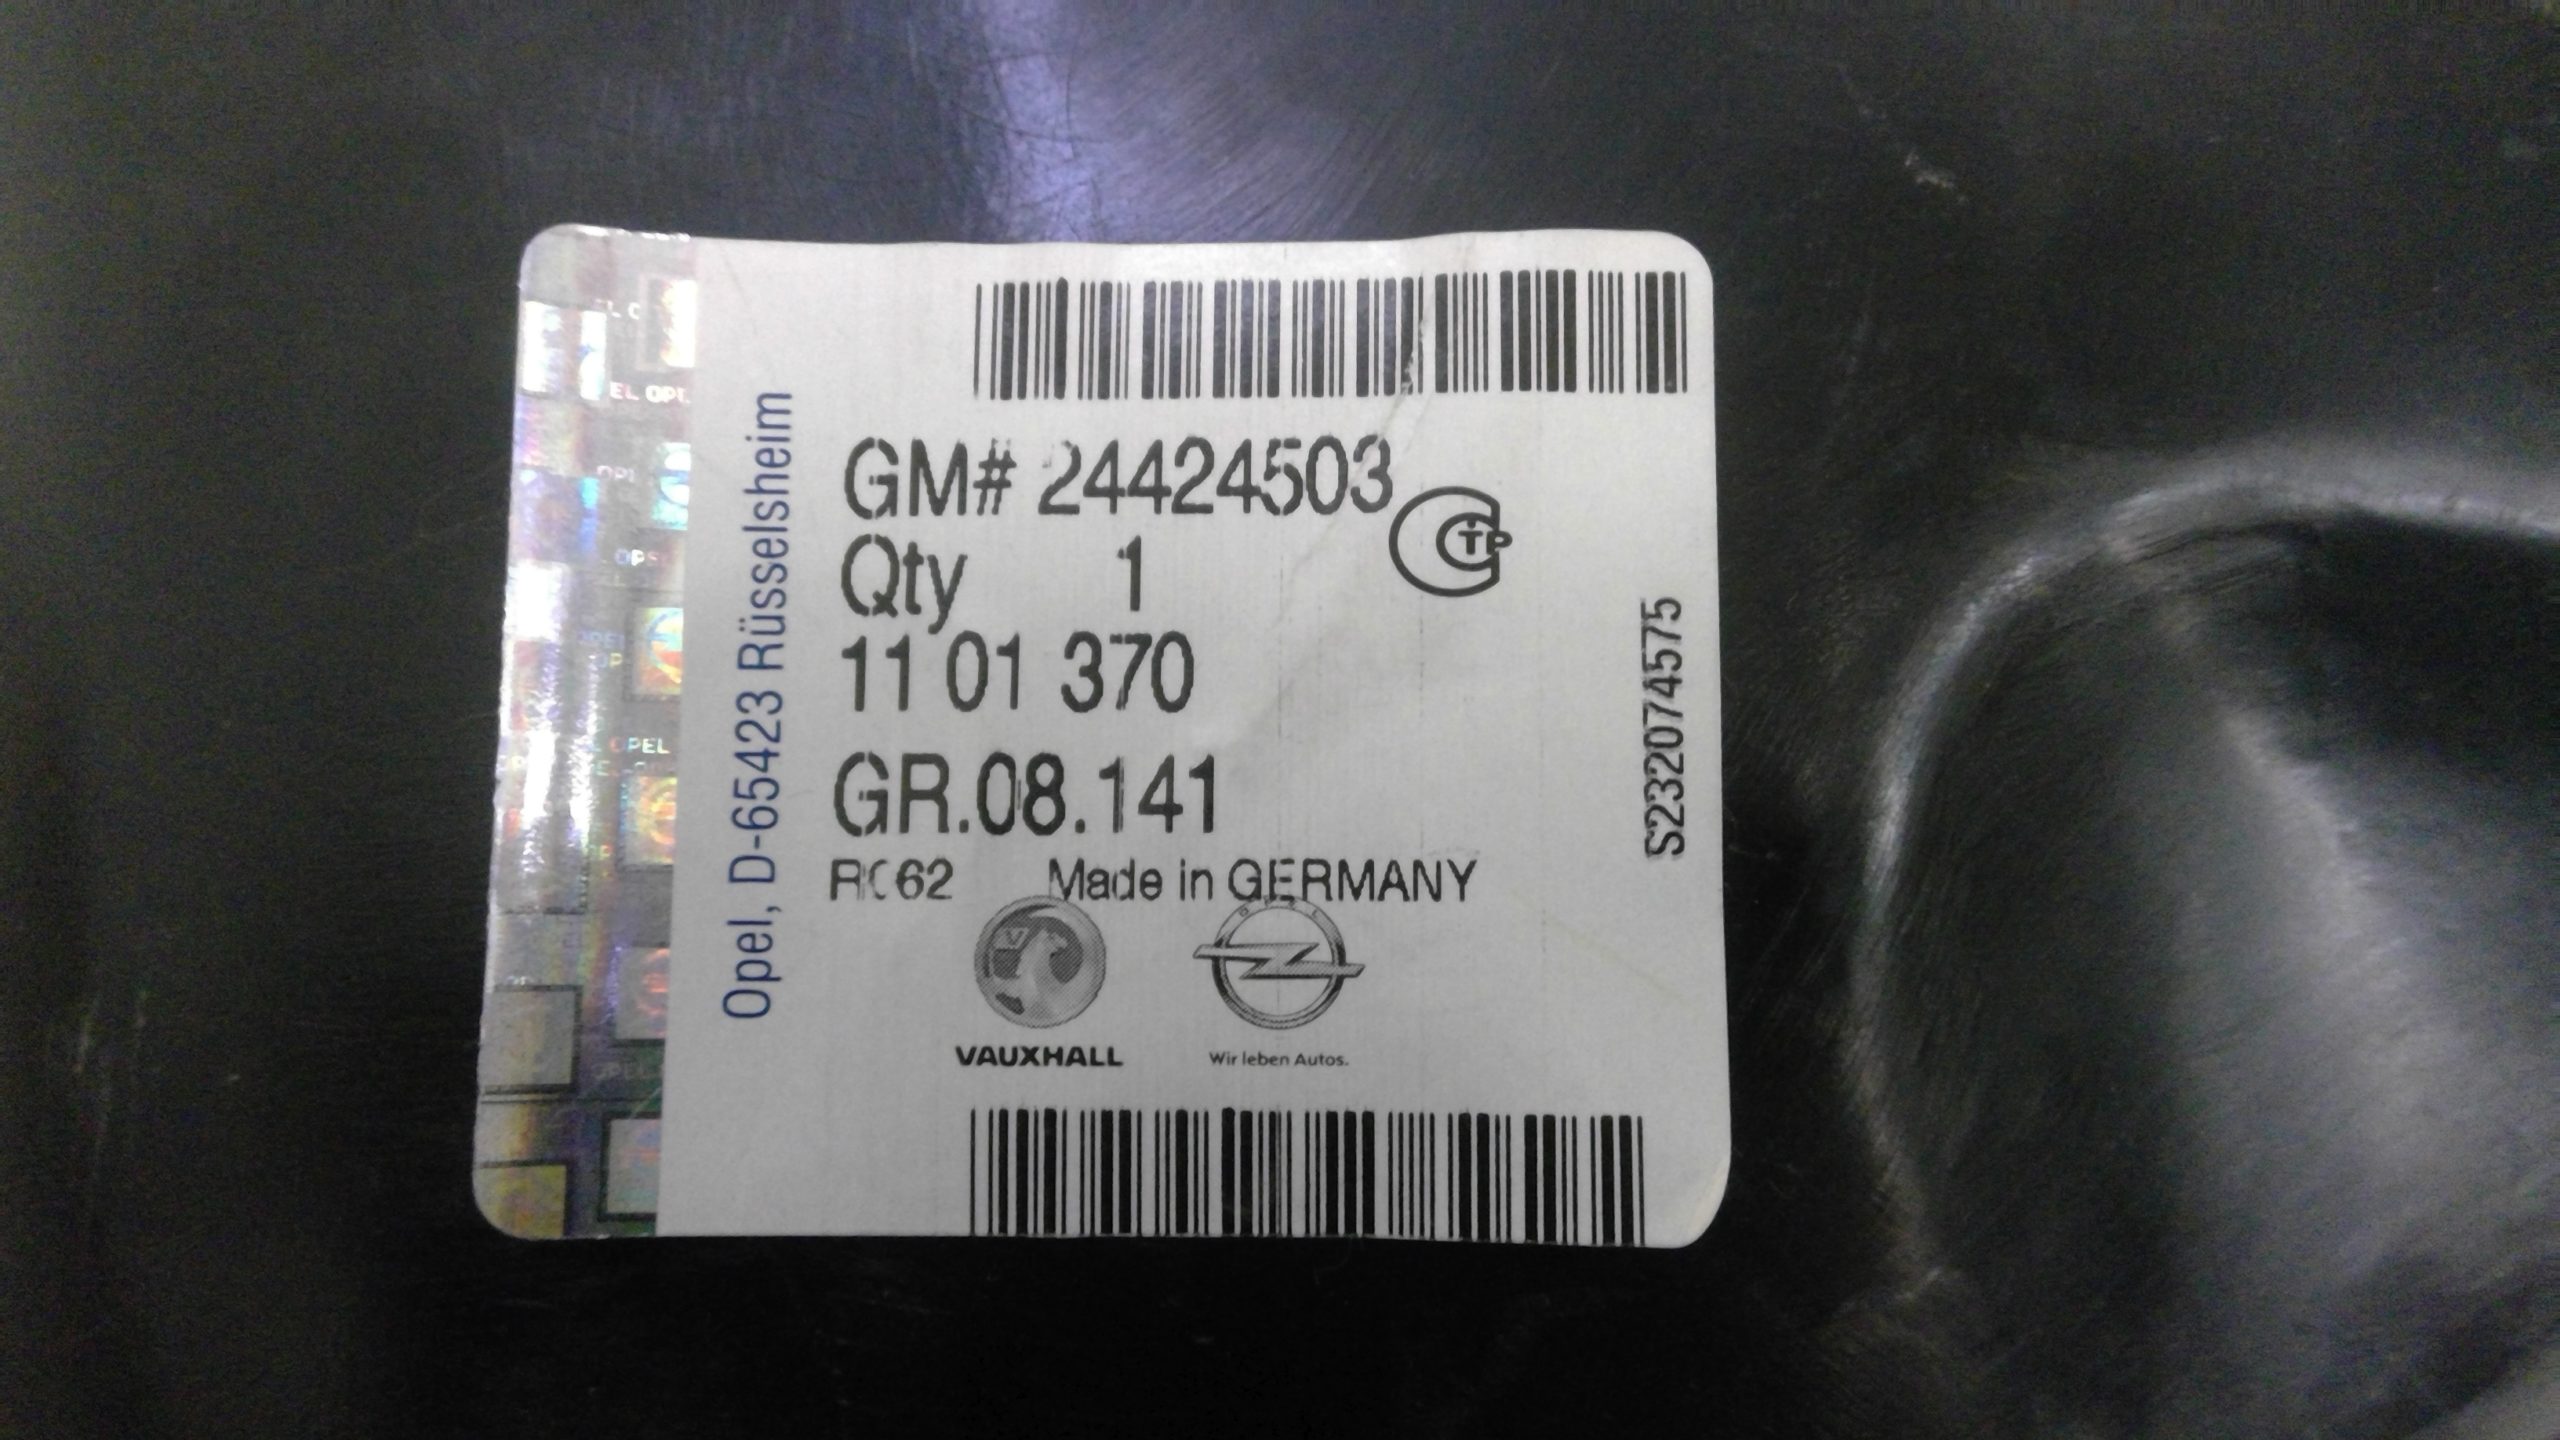 Opel, D-65423 Rüsselsheim
GM# 24424503
Qty 1
11 01 370
GR.08.141
Made in GERMANY
OPEL
VAUXHALL
Wir leben Autos.
S232074575